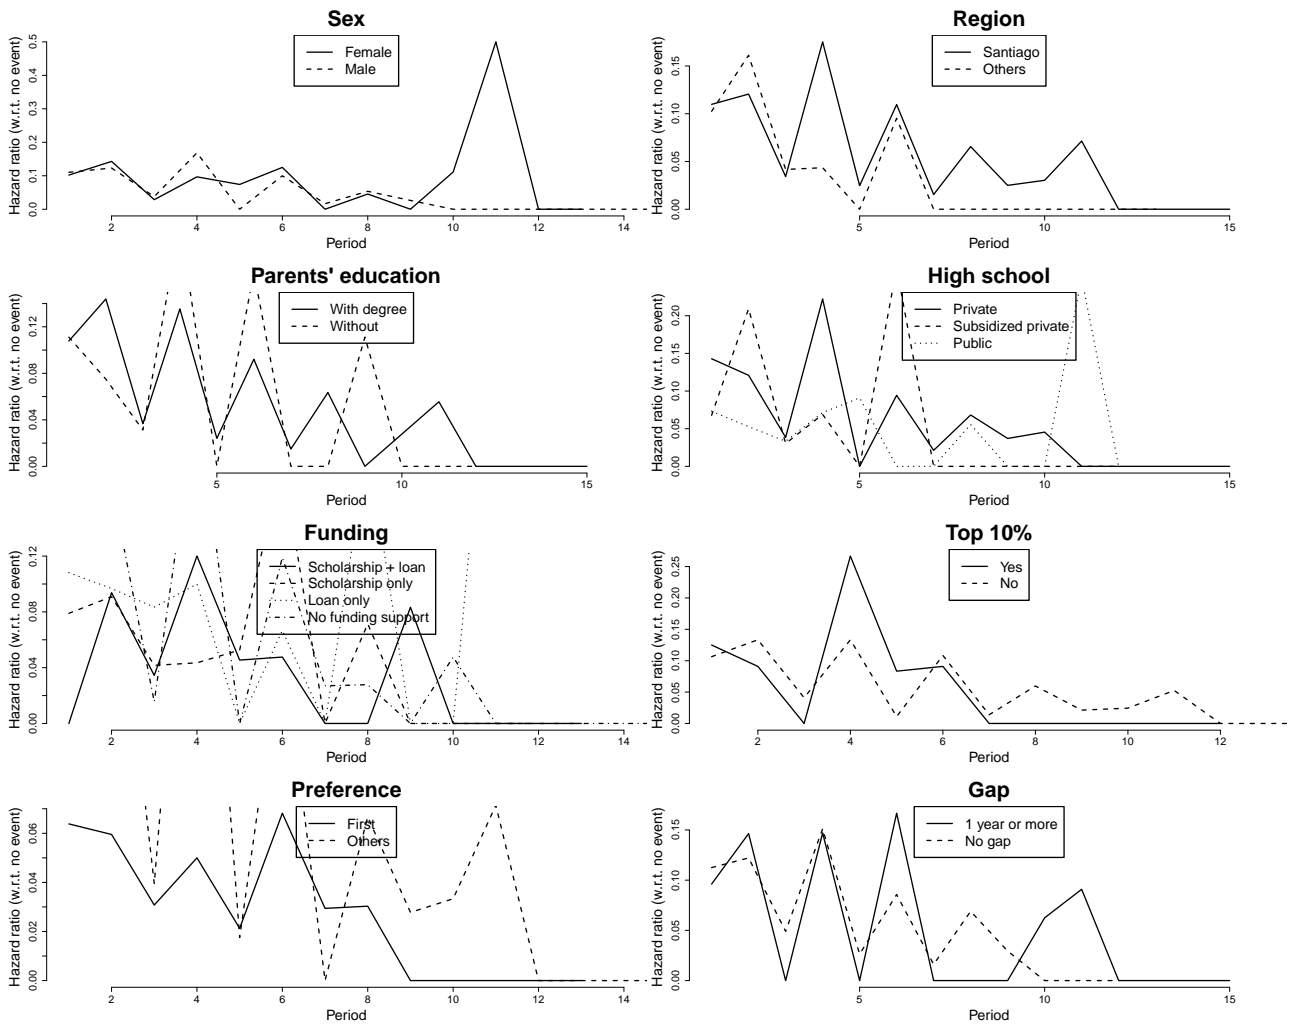 Sex
Hazard ratio (w.r.t. no event)
0.0 0.1 0.2 0.3 0.4 0.5
Female
Male
2 4 6 8 10 12 14
Period
Region
Hazard ratio (w.r.t. no event)
0.00 0.05 0.10 0.15
Santiago
Others
5 10 15
Period
Parents' education
Hazard ratio (w.r.t. no event)
0.00 0.04 0.08 0.12
With degree
Without
5 10 15
Period
High school
Hazard ratio (w.r.t. no event)
0.00 0.05 0.10 0.15 0.20
Private
Subsidized private
Public
5 10 15
Period
Funding
Hazard ratio (w.r.t. no event)
0.00 0.04 0.08 0.12
Scholarship + loan
Scholarship only
Loan only
No funding support
2 4 6 8 10 12 14
Period
Top 10%
Hazard ratio (w.r.t. no event)
0.00 0.05 0.10 0.15 0.20 0.25
Yes
No
2 4 6 8 10 12
Period
Preference
Hazard ratio (w.r.t. no event)
0.00 0.02 0.04 0.06
First
Others
2 4 6 8 10 12 14
Period
Gap
Hazard ratio (w.r.t. no event)
0.00 0.05 0.10 0.15
1 year or more
No gap
5 10 15
Period